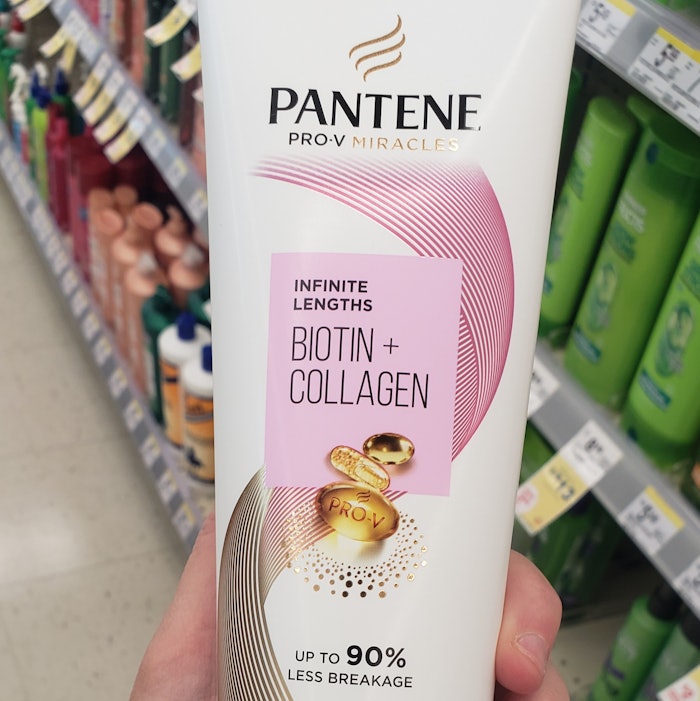 PANTENE
PRO-V MIRACLES
INFINITE
LENGTHS
BIOTIN +
COLLAGEN
PRO-V
UP TO 90%
LESS BREAKAGE